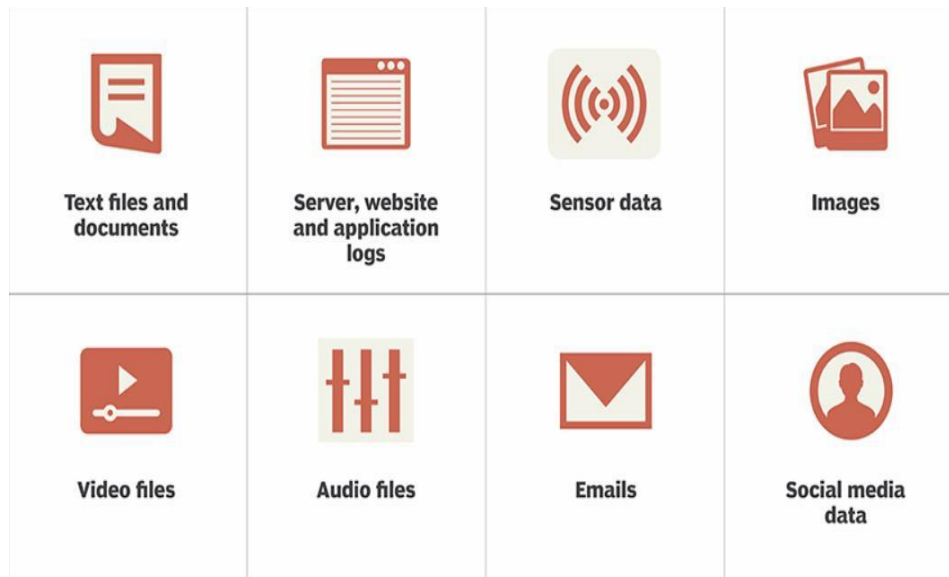 Text files and
documents
Server, website
and application
logs
Sensor data
Images
Video files
Audio files
Emails
Social media
data